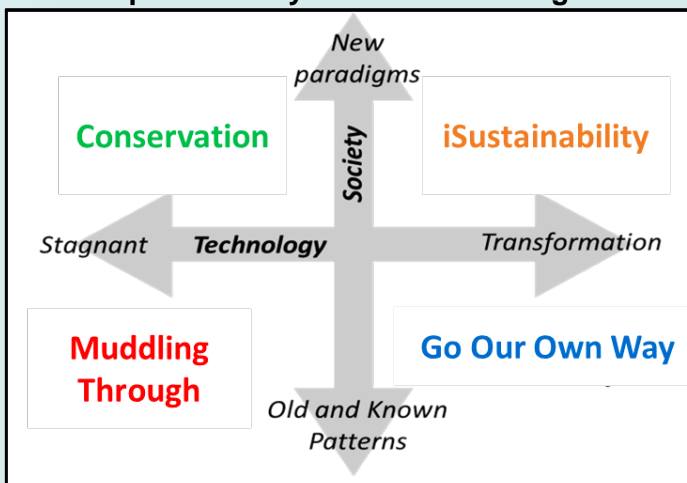 New
paradigms
Conservation
iSustainability
Society
Stagnant
Technology
Transformation
Muddling
Through
Go Our Own Way
Old and Known
Patterns